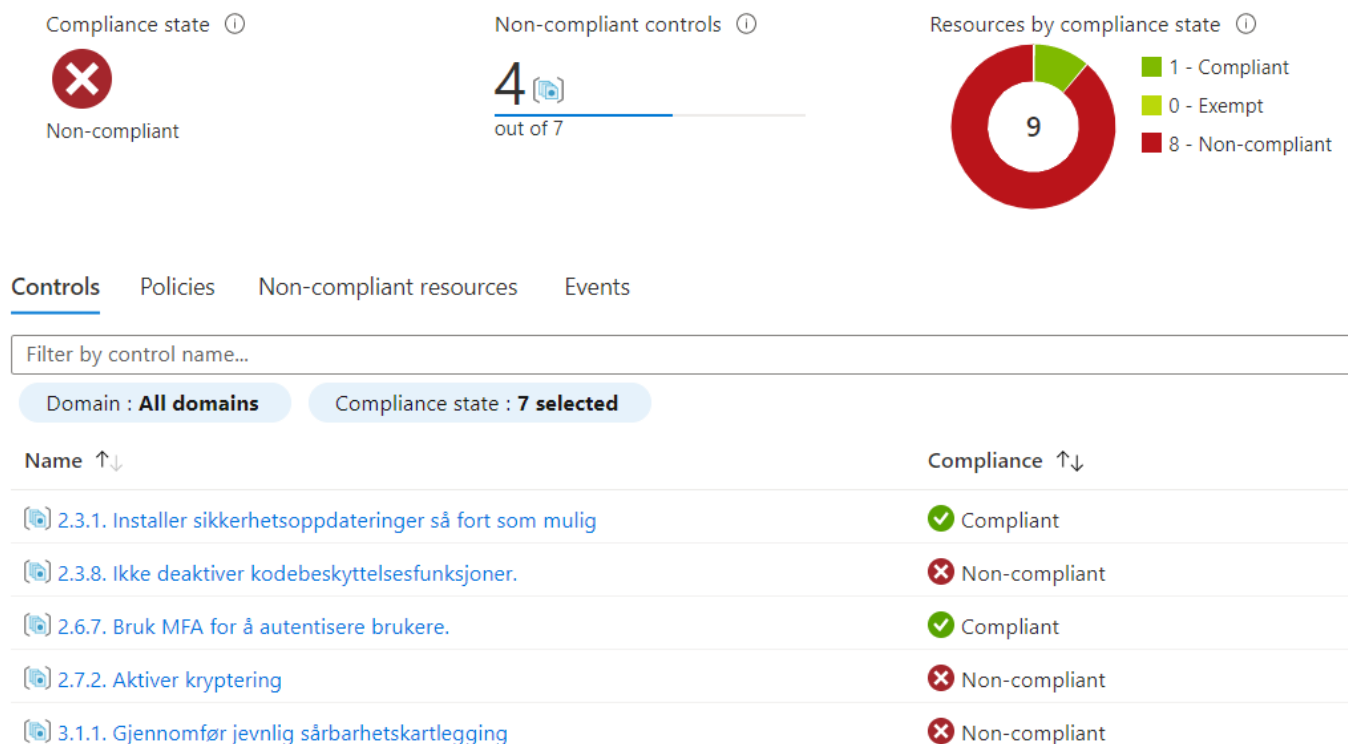 Compliance state
Non-compliant controls
Resources by compliance state
Non-compliant
4
out of 7
9
1 - Compliant
0 - Exempt
8 - Non-compliant
Controls Policies Non-compliant resources Events
Filter by control name...
Domain : All domains Compliance state : 7 selected
Name Compliance
2.3.1. Installer sikkerhetsoppdateringer så fort som mulig Compliant
2.3.8. Ikke deaktiver kodebeskyttelsesfunksjoner. Non-compliant
2.6.7. Bruk MFA for å autentisere brukere. Compliant
2.7.2. Aktiver kryptering Non-compliant
3.1.1. Gjennomfør jevnlig sårbarhetskartlegging Non-compliant